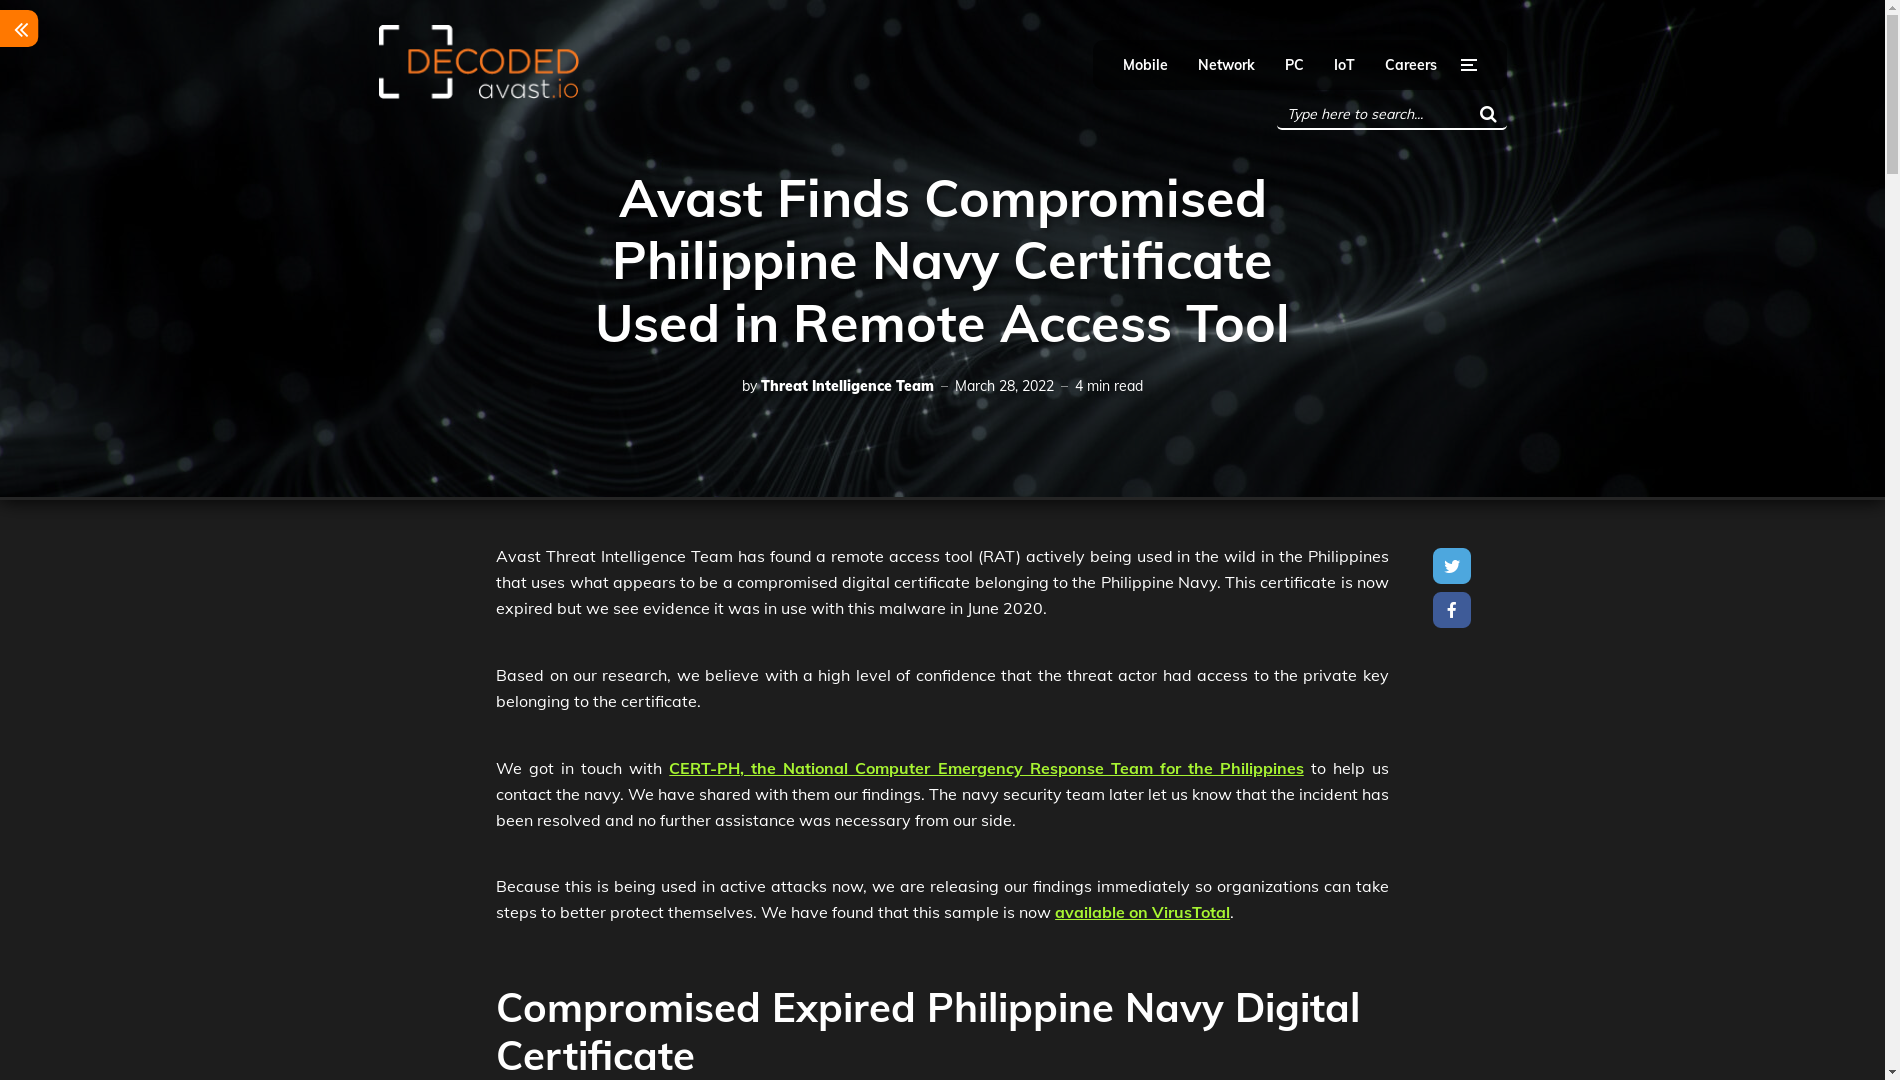 DECODED
avast.io
Mobile Network PC IoT Careers
Type here to search...
Avast Finds Compromised
Philippine Navy Certificate
Used in Remote Access Tool
by Threat Intelligence Team – March 28, 2022 – 4 min read
Avast Threat Intelligence Team has found a remote access tool (RAT) actively being used in the wild in the Philippines
that uses what appears to be a compromised digital certificate belonging to the Philippine Navy. This certificate is now
expired but we see evidence it was in use with this malware in June 2020.
Based on our research, we believe with a high level of confidence that the threat actor had access to the private key
belonging to the certificate.
We got in touch with CERT-PH, the National Computer Emergency Response Team for the Philippines to help us
contact the navy. We have shared with them our findings. The navy security team later let us know that the incident has
been resolved and no further assistance was necessary from our side.
Because this is being used in active attacks now, we are releasing our findings immediately so organizations can take
steps to better protect themselves. We have found that this sample is now available on VirusTotal.
Compromised Expired Philippine Navy Digital
Certificate